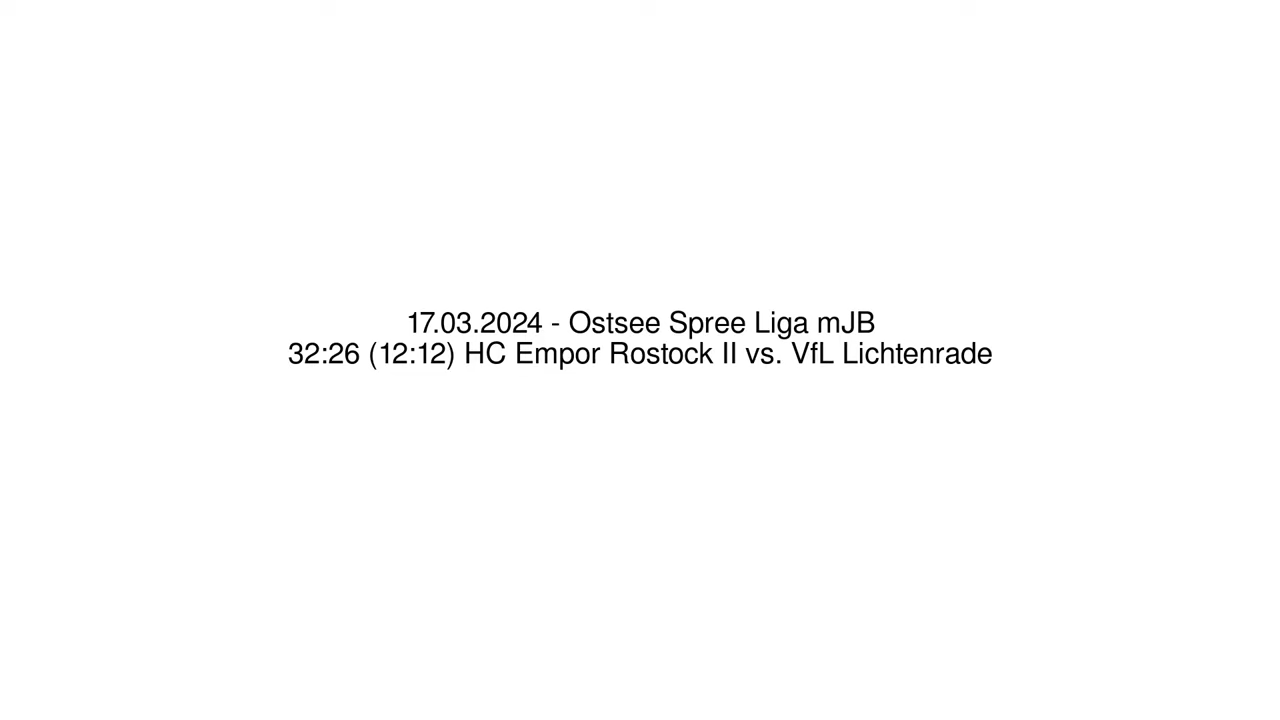 17.03.2024 - Ostsee Spree Liga mJB
32:26 (12:12) HC Empor Rostock II vs. VfL Lichtenrade